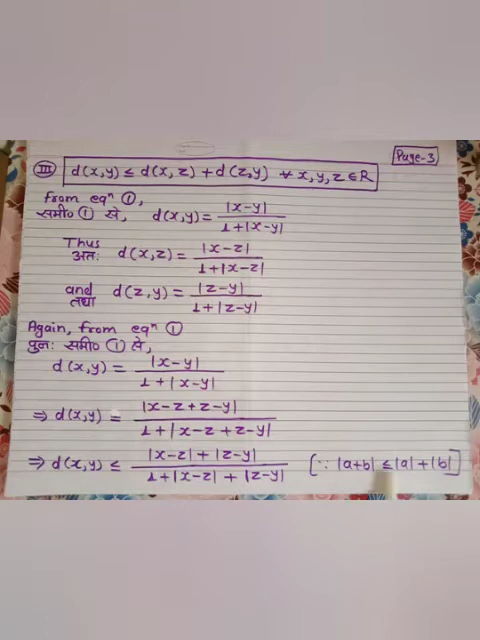 Page-3
III d(x,y) ≤ d(x,z) + d(z,y) ∀ x,y,z ∈ R
from eqⁿ ①,
समी० ① से, d(x,y) = |x-y| / 1+|x-y|
Thus
अतः d(x,z) = |x-z| / 1+|x-z|
and
तथा d(z,y) = |z-y| / 1+|z-y|
Again, from eqⁿ ①
पुनः समी० ① से,
d(x,y) = |x-y| / 1+|x-y|
⇒ d(x,y) = |x-z+z-y| / 1+|x-z+z-y|
⇒ d(x,y) ≤ |x-z|+|z-y| / 1+|x-z|+|z-y| [∵ |a+b| ≤ |a|+|b|]